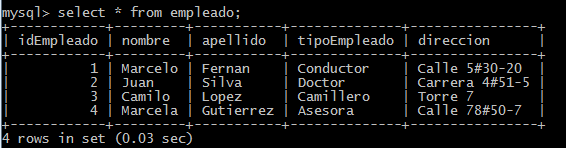 mysql> select * from empleado;
+------------+---------+-----------+--------------+----------------+
| idEmpleado | nombre | apellido | tipoEmpleado | direccion |
+------------+---------+-----------+--------------+----------------+
| 1 | Marcelo | Fernan | Conductor | Calle 5#30-20 |
| 2 | Juan | Silva | Doctor | Carrera 4#51-5 |
| 3 | Camilo | Lopez | Camillero | Torre 7 |
| 4 | Marcela | Gutierrez | Asesora | Calle 78#50-7 |
+------------+---------+-----------+--------------+----------------+
4 rows in set (0.03 sec)